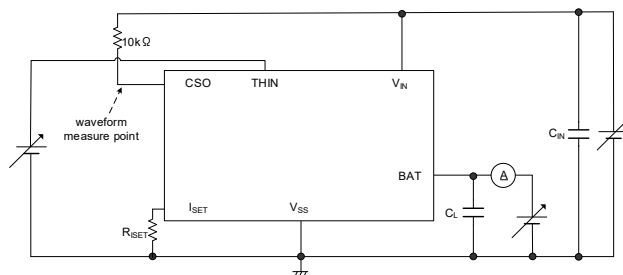 10kΩ
CSO
THIN
VIN
waveform
measure point
CIN
BAT
A
ISET
VSS
CL
RISET